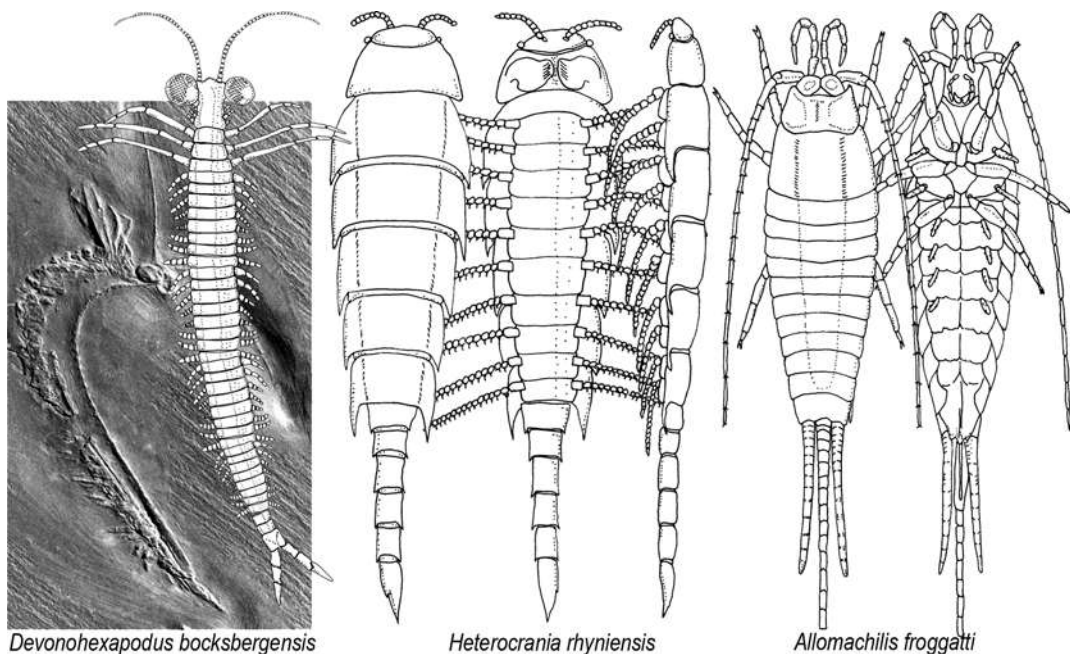 Devonohexapodus bocksbergensis
Heterocrania rhyniensis
Allomachilis froggatti